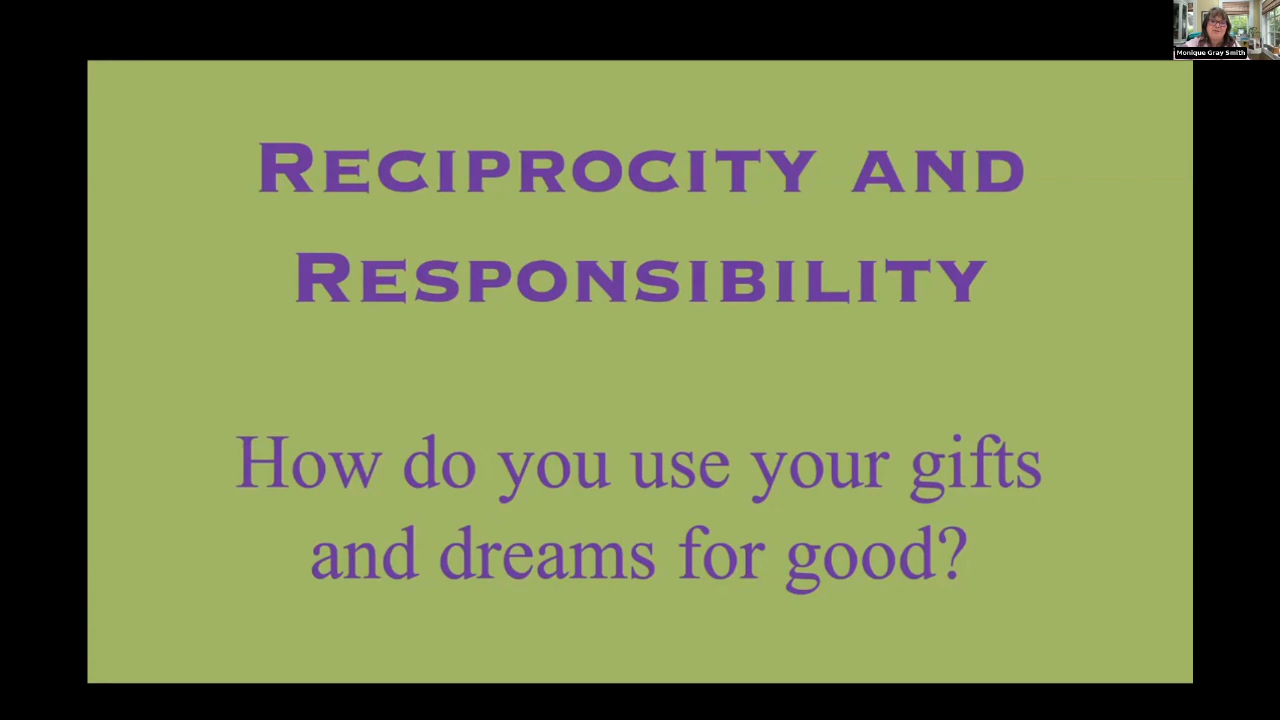 Monique Gray Smith
Reciprocity and
Responsibility
How do you use your gifts
and dreams for good?